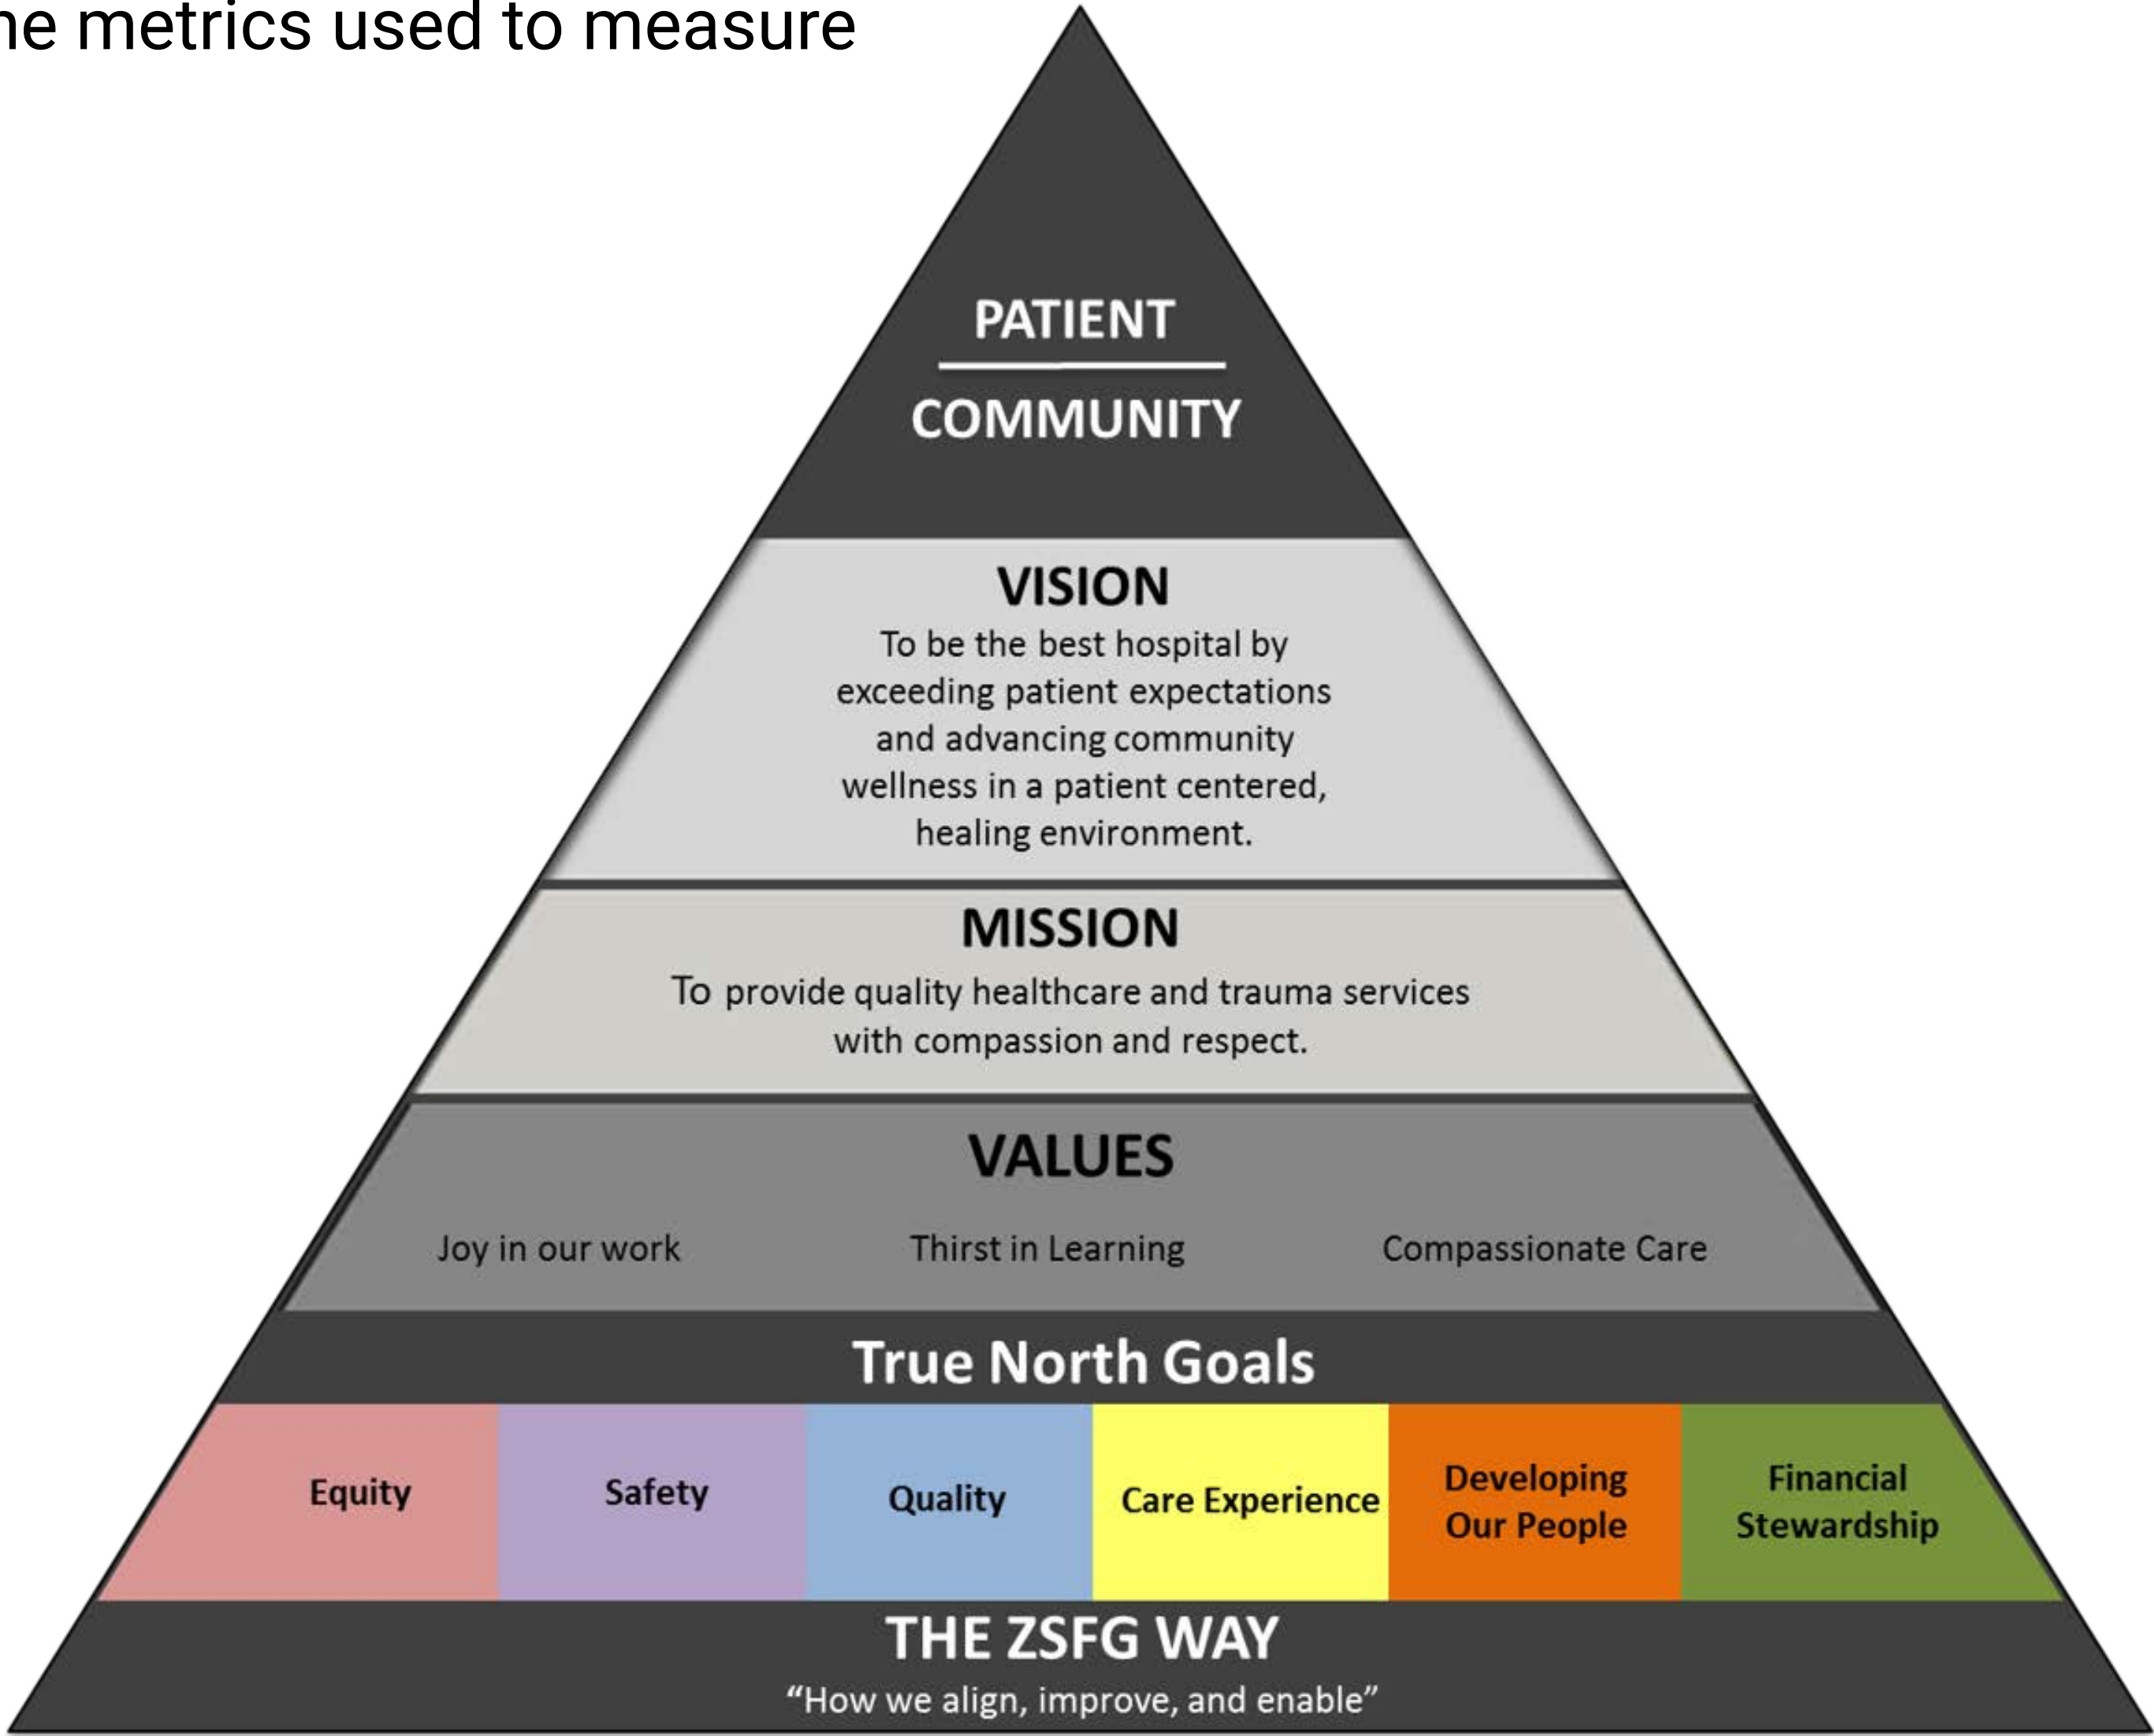 metrics used to measure
PATIENT
COMMUNITY
VISION
To be the best hospital by
exceeding patient expectations
and advancing community
wellness in a patient centered,
healing environment.
MISSION
To provide quality healthcare and trauma services
with compassion and respect.
VALUES
Joy in our work Thirst in Learning Compassionate Care
True North Goals
Equity Safety Quality Care Experience Developing Our People Financial Stewardship
THE ZSFG WAY
“How we align, improve, and enable”